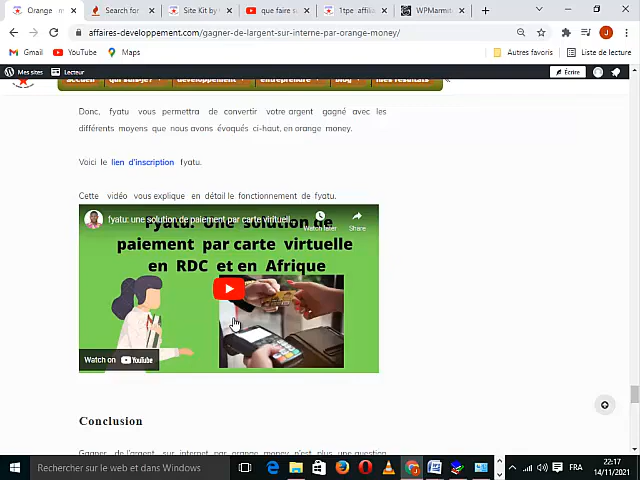 Orange m
Search for
Site Kit by
que faire s
1tpe affilia
WPMarmit
affaires-developpement.com/gagner-de-largent-sur-interne-par-orange-money/
Gmail
YouTube
Maps
Autres favoris
Liste de lecture
Mes sites
Lecteur
Écrire
accueil
qui suis-je?
developpement
entreprendre
blog
mes resultats
Donc, fyatu vous permettra de convertir votre argent gagné avec les
différents moyens que nous avons évoqués ci-haut, en orange money.
Voici le lien d'inscription fyatu.
Cette vidéo vous explique en détail le fonctionnement de fyatu.
fyatu: une solution de paiement par carte virtuell...
Watch later
Share
Fyatu: Une solution de
paiement par carte virtuelle
en RDC et en Afrique
Watch on YouTube
Conclusion
Gagner de l'argent sur internet par orange money n'est plus une question
Rechercher sur le web et dans Windows
FRA
22:17
14/11/2021